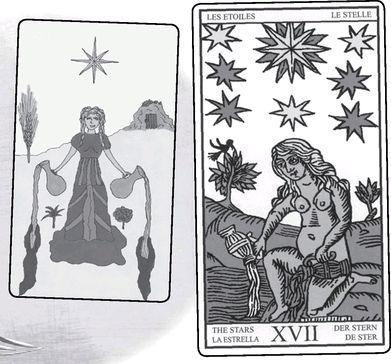 LES ETOILES LE STELLE
THE STARS XVII DER STERN
LA ESTRELLA DE STER